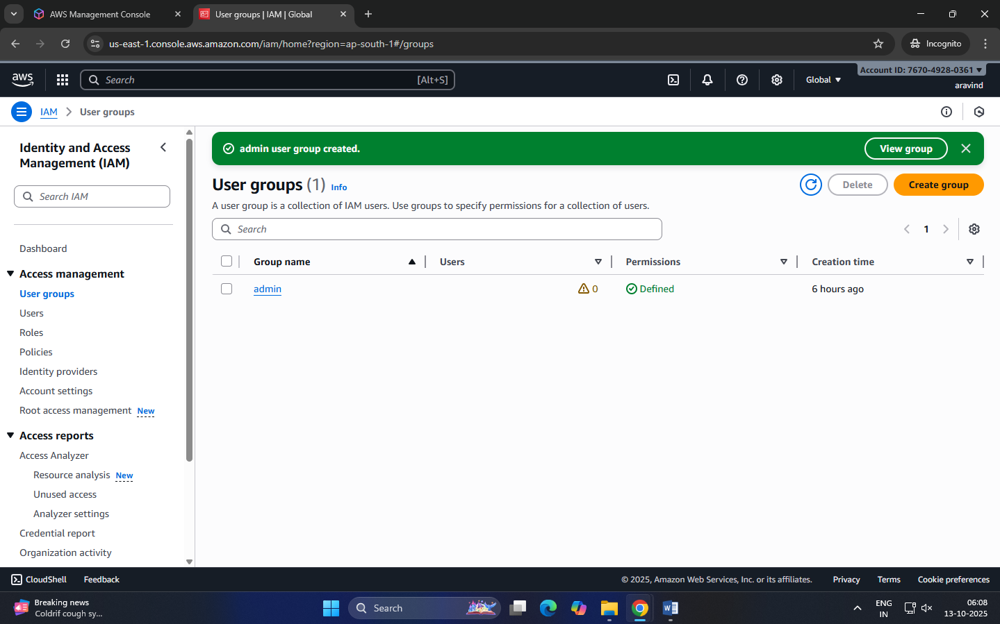 AWS Management Console
User groups | IAM | Global
us-east-1.console.aws.amazon.com/iam/home?region=ap-south-1#/groups
Incognito
aws
Search
[Alt+S]
Global
Account ID: 7670-4928-0361
aravind
IAM
User groups
Identity and Access
Management (IAM)
Search IAM
Dashboard
Access management
User groups
Users
Roles
Policies
Identity providers
Account settings
Root access management New
Access reports
Access Analyzer
Resource analysis New
Unused access
Analyzer settings
Credential report
Organization activity
admin user group created.
View group
User groups (1) Info
Delete
Create group
A user group is a collection of IAM users. Use groups to specify permissions for a collection of users.
Search
1
Group name
Users
Permissions
Creation time
admin
0
Defined
6 hours ago
CloudShell
Feedback
© 2025, Amazon Web Services, Inc. or its affiliates.
Privacy
Terms
Cookie preferences
Breaking news
Coldrif cough sy...
Search
ENG
IN
06:08
13-10-2025